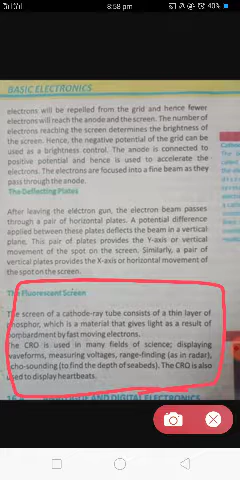 8:58 pm
40%
BASIC ELECTRONICS
electrons will be repelled from the grid and hence fewer
electrons will reach the anode and the screen. The number of
electrons reaching the screen determines the brightness of
the screen. Hence, the negative potential of the grid can be
used as a brightness control. The anode is connected to
positive potential and hence is used to accelerate the
electrons. The electrons are focused into a fine beam as they
pass through the anode.
The Deflecting Plates
After leaving the electron gun, the electron beam passes
through a pair of horizontal plates. A potential difference
applied between these plates deflects the beam in a vertical
plane. This pair of plates provides the Y-axis or vertical
movement of the spot on the screen. Similarly, a pair of
vertical plates provides the X-axis or horizontal movement of
the spot on the screen.
The Fluorescent Screen
The screen of a cathode-ray tube consists of a thin layer of
phosphor, which is a material that gives light as a result of
bombardment by fast moving electrons.
The CRO is used in many fields of science; displaying
waveforms, measuring voltages, range-finding (as in radar),
echo-sounding (to find the depth of seabeds). The CRO is also
used to display heartbeats.
AND DIGITAL ELECTRONICS